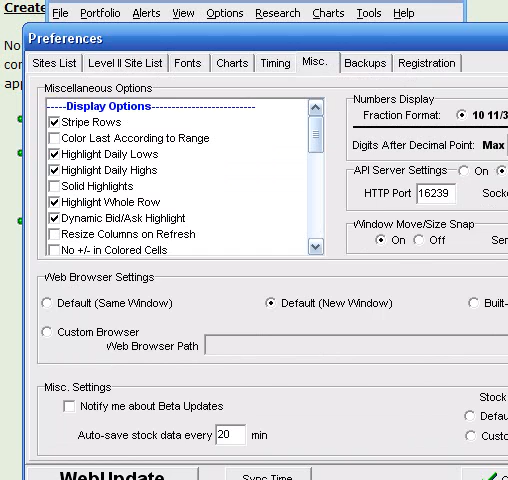 Create
File Portfolio Alerts View Options Research Charts Tools Help
No
Preferences
con
app
Sites List Level II Site List Fonts Charts Timing Misc. Backups Registration
Miscellaneous Options
-----Display Options--------------------------
Stripe Rows
Color Last According to Range
Highlight Daily Lows
Highlight Daily Highs
Solid Highlights
Highlight Whole Row
Dynamic Bid/Ask Highlight
Resize Columns on Refresh
No +/- in Colored Cells
Numbers Display
Fraction Format: 10 11/3
Digits After Decimal Point: Max
API Server Settings On
HTTP Port 16239 Socke
Window Move/Size Snap
On Off Ser
Web Browser Settings
Default (Same Window) Default (New Window) Built-
Custom Browser
Web Browser Path
Misc. Settings
Notify me about Beta Updates
Auto-save stock data every 20 min
Stock
Defau
Custo
WebUpdate Sync Time